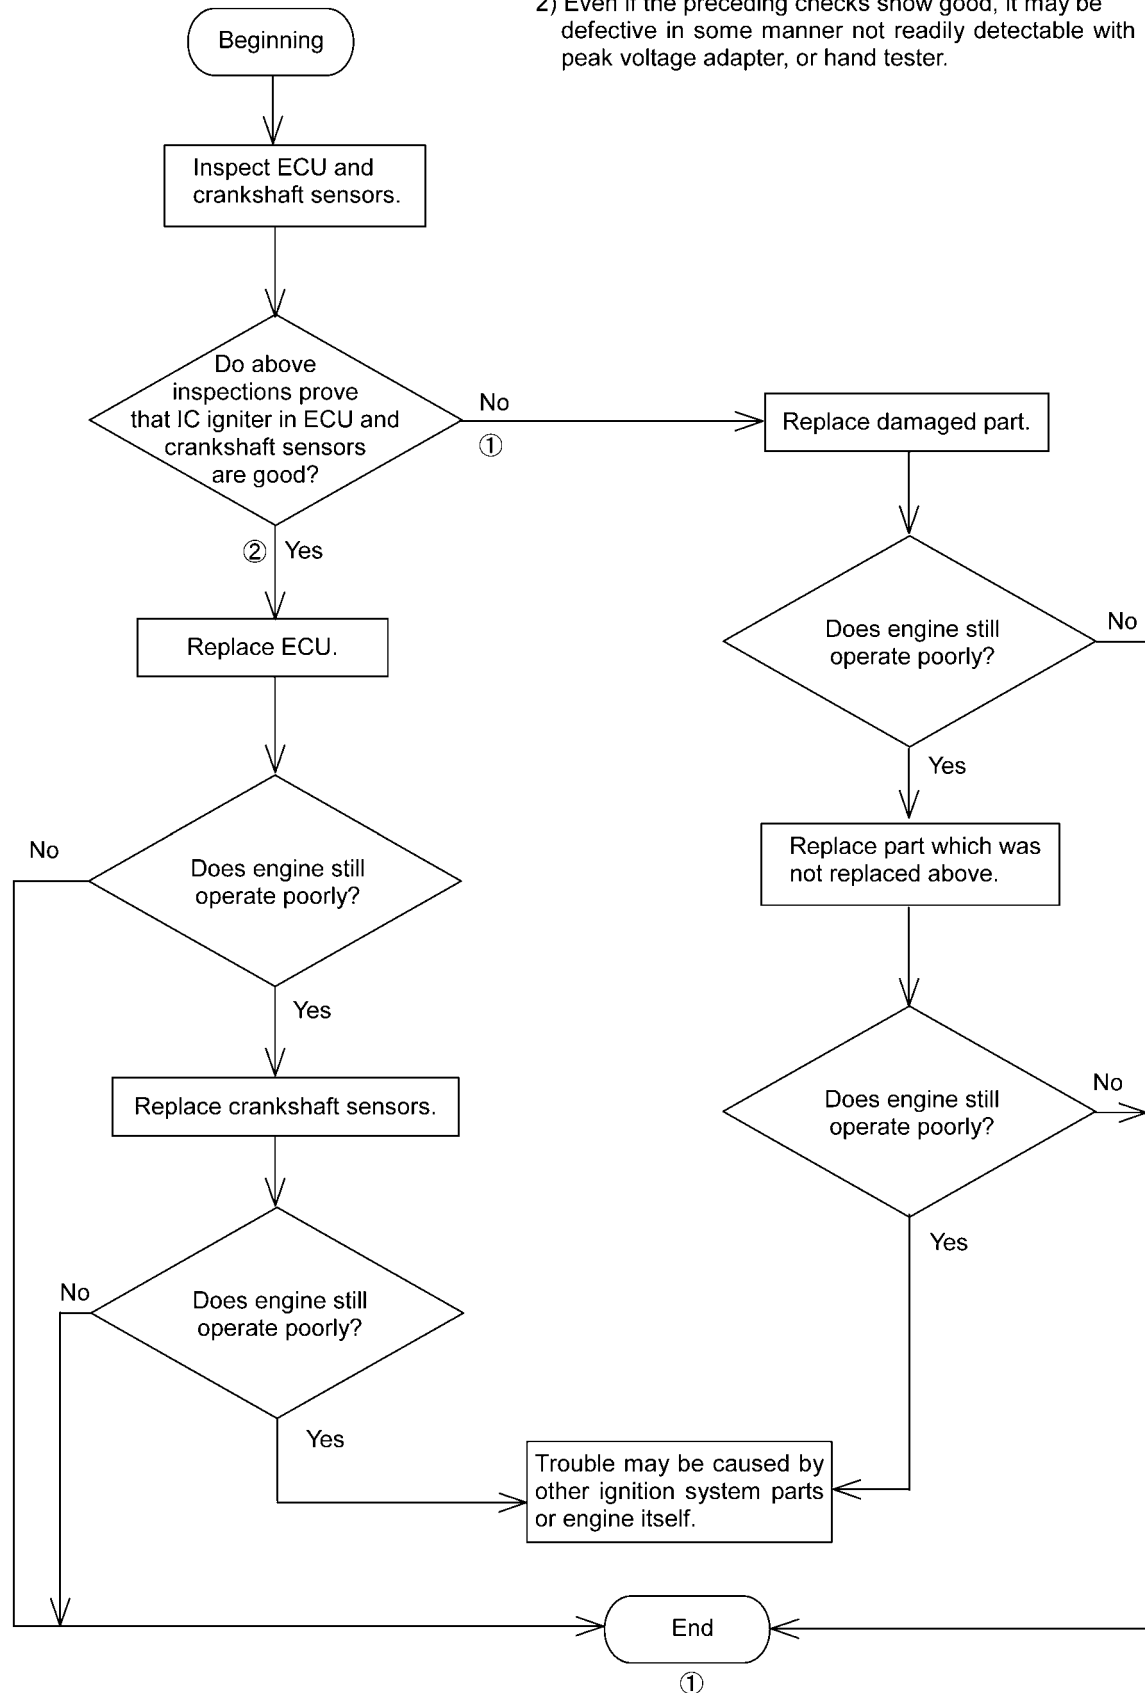 2) Even if the preceding checks show good, it may be
defective in some manner not readily detectable with
peak voltage adapter, or hand tester.
Beginning
Inspect ECU and
crankshaft sensors.
Do above
inspections prove
that IC igniter in ECU and
crankshaft sensors
are good?
No
①
Replace damaged part.
② Yes
Replace ECU.
Does engine still
operate poorly?
No
Yes
Replace part which was
not replaced above.
No
Does engine still
operate poorly?
Yes
Replace crankshaft sensors.
Does engine still
operate poorly?
No
Yes
No
Does engine still
operate poorly?
Yes
Trouble may be caused by
other ignition system parts
or engine itself.
End
①